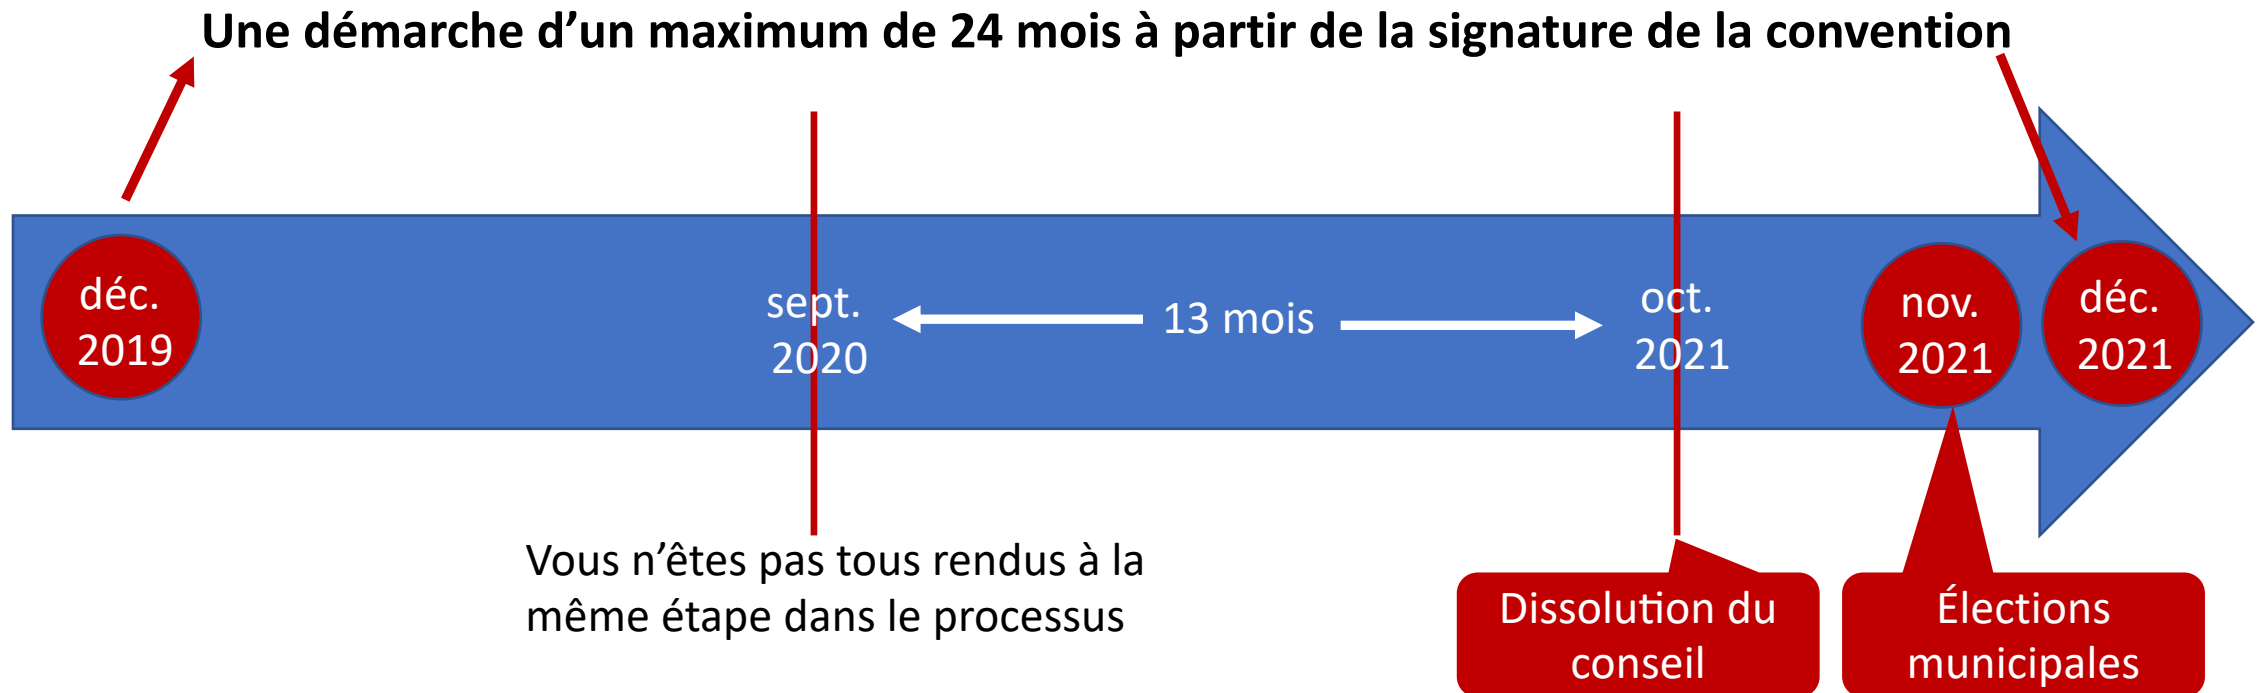 Une démarche d’un maximum de 24 mois à partir de la signature de la convention
déc.
2019
sept.
2020
13 mois
oct.
2021
nov.
2021
déc.
2021
Vous n’êtes pas tous rendus à la
même étape dans le processus
Dissolution du
conseil
Élections
municipales